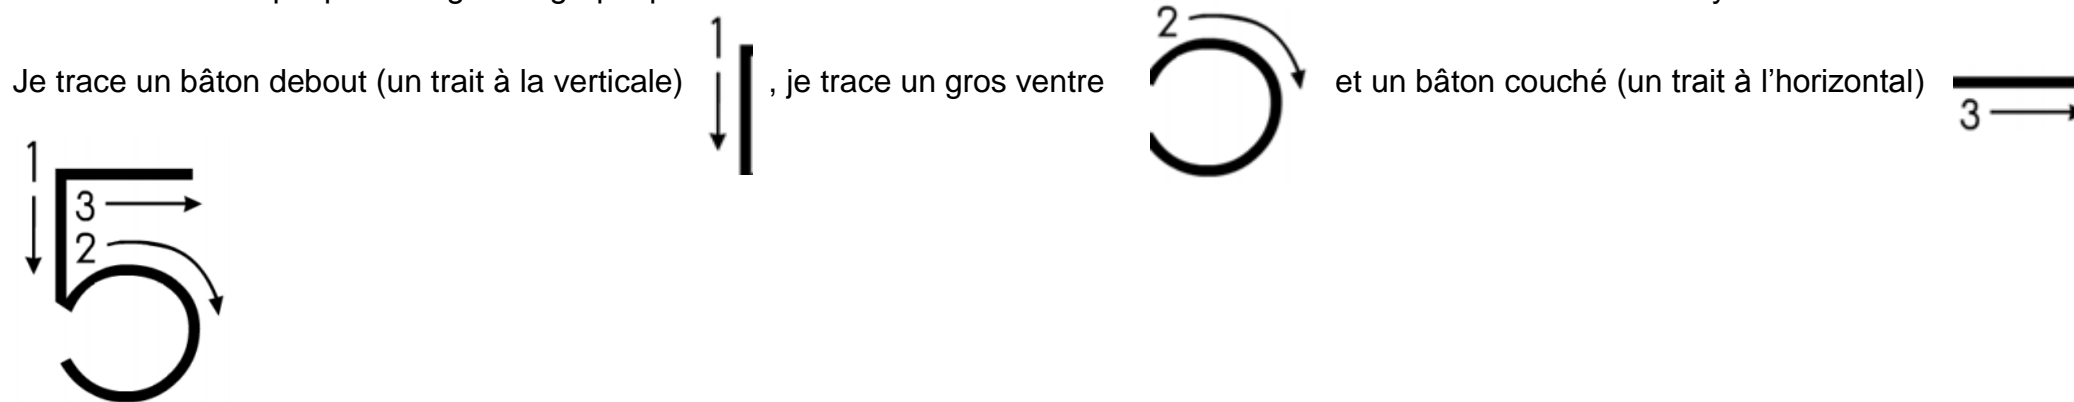 Je trace un bâton debout (un trait à la verticale) 1 , je trace un gros ventre 2 et un bâton couché (un trait à l’horizontal) 3
1
3
2